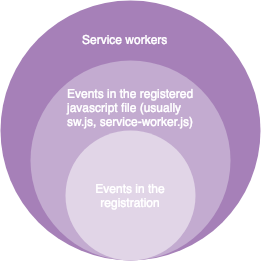 Service workers
Events in the registered
javascript file (usually
sw.js, service-worker.js)
Events in the
registration